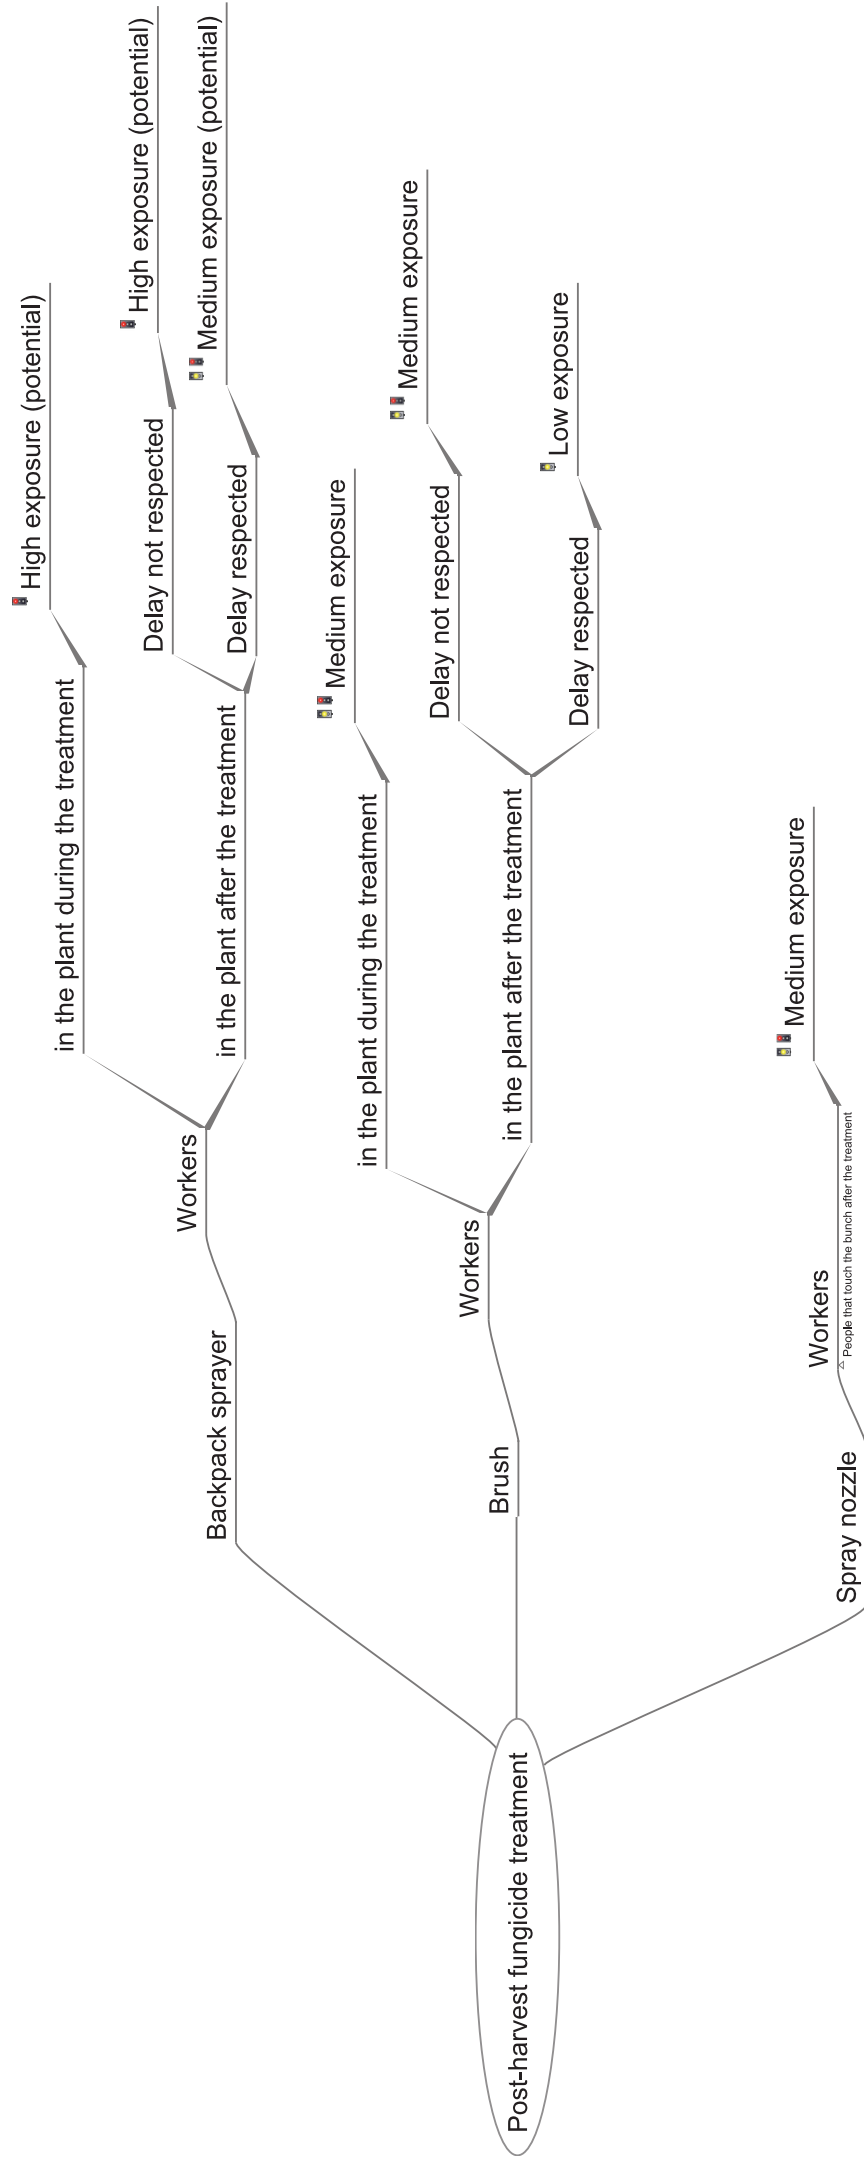 Post-harvest fungicide treatment
Backpack sprayer
Workers
in the plant during the treatment
High exposure (potential)
in the plant after the treatment
Delay not respected
High exposure (potential)
Delay respected
Medium exposure (potential)
Brush
Workers
in the plant during the treatment
Medium exposure
in the plant after the treatment
Delay not respected
Medium exposure
Delay respected
Low exposure
Spray nozzle
Workers
People that touch the bunch after the treatment
Medium exposure